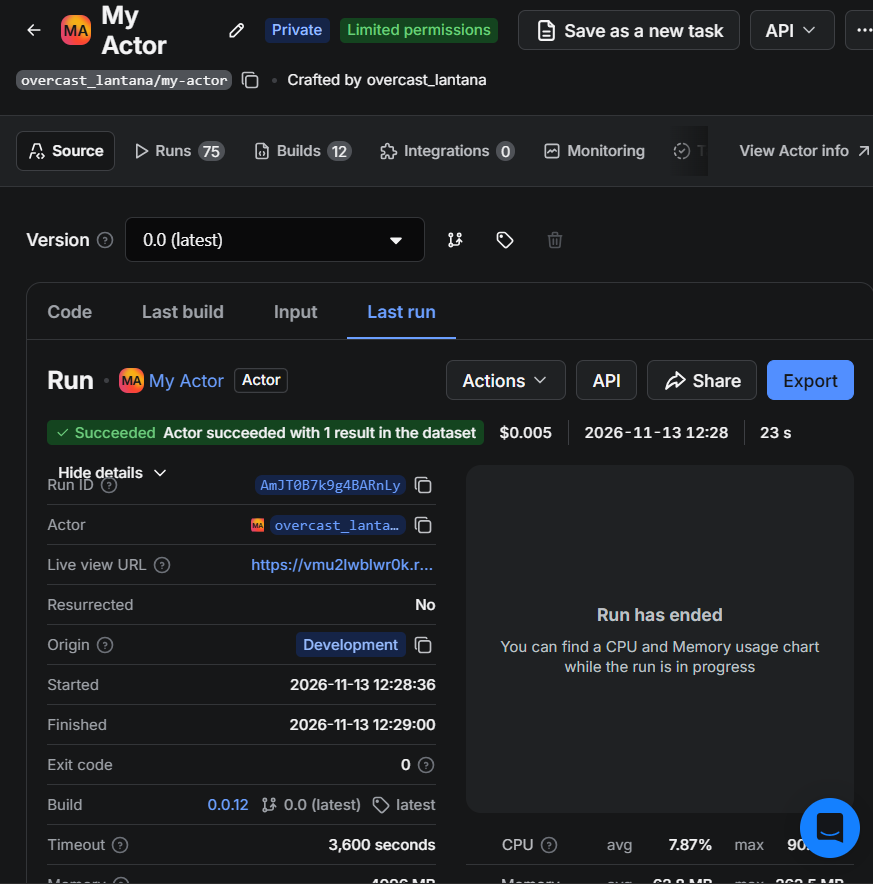 My Actor
MA
Private
Limited permissions
Save as a new task
API
overcast_lantana/my-actor
Crafted by overcast_lantana
Source
Runs 75
Builds 12
Integrations 0
Monitoring
View Actor info
Version
0.0 (latest)
Code
Last build
Input
Last run
Run
MA My Actor
Actor
Actions
API
Share
Export
Succeeded Actor succeeded with 1 result in the dataset
$0.005
2026-11-13 12:28
23 s
Hide details
Run ID AmJT0B7k9g4BARnLy
Actor MA overcast_lanta…
Live view URL https://vmu2lwblwr0k.r…
Resurrected No
Origin Development
Started 2026-11-13 12:28:36
Finished 2026-11-13 12:29:00
Exit code 0
Build 0.0.12 0.0 (latest) latest
Timeout 3,600 seconds
Run has ended
You can find a CPU and Memory usage chart
while the run is in progress
CPU avg 7.87% max